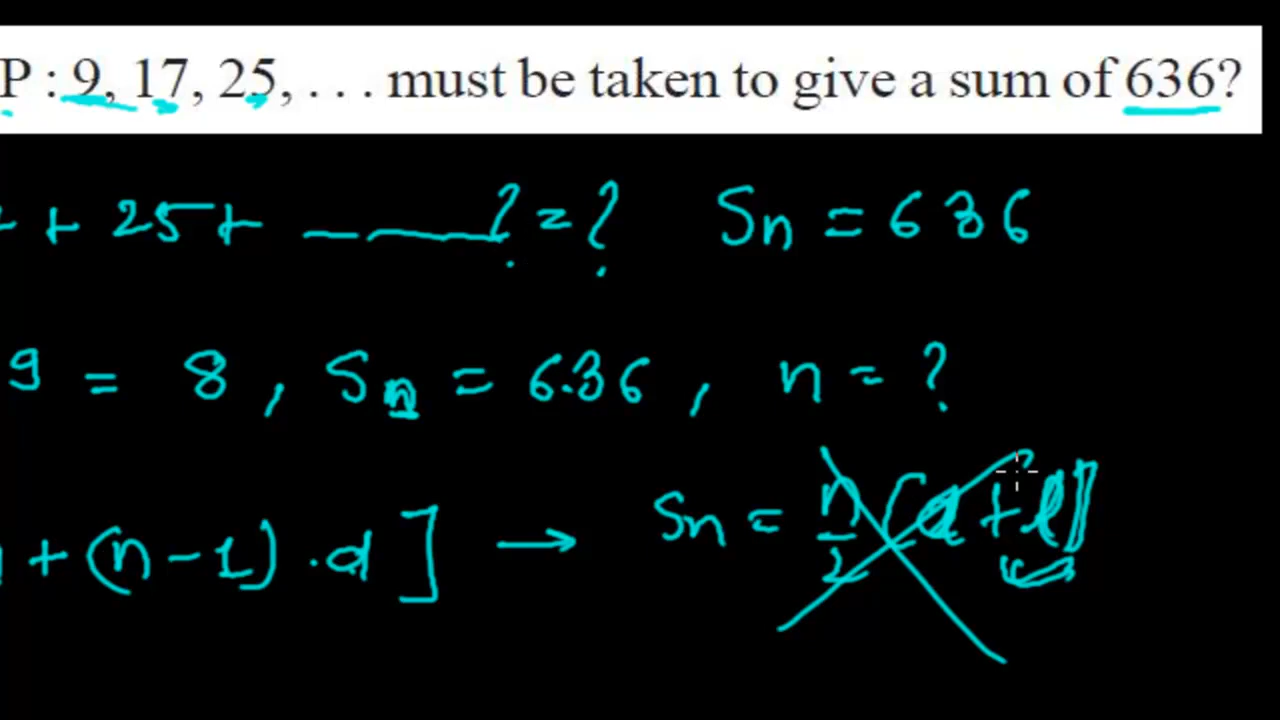 P : 9, 17, 25, . . . must be taken to give a sum of 636?
+ 25 + ? = ? Sn = 636
9 = 8 , Sn = 636 , n = ?
+ (n - 1) . d ] → Sn = n/2 [a + l]